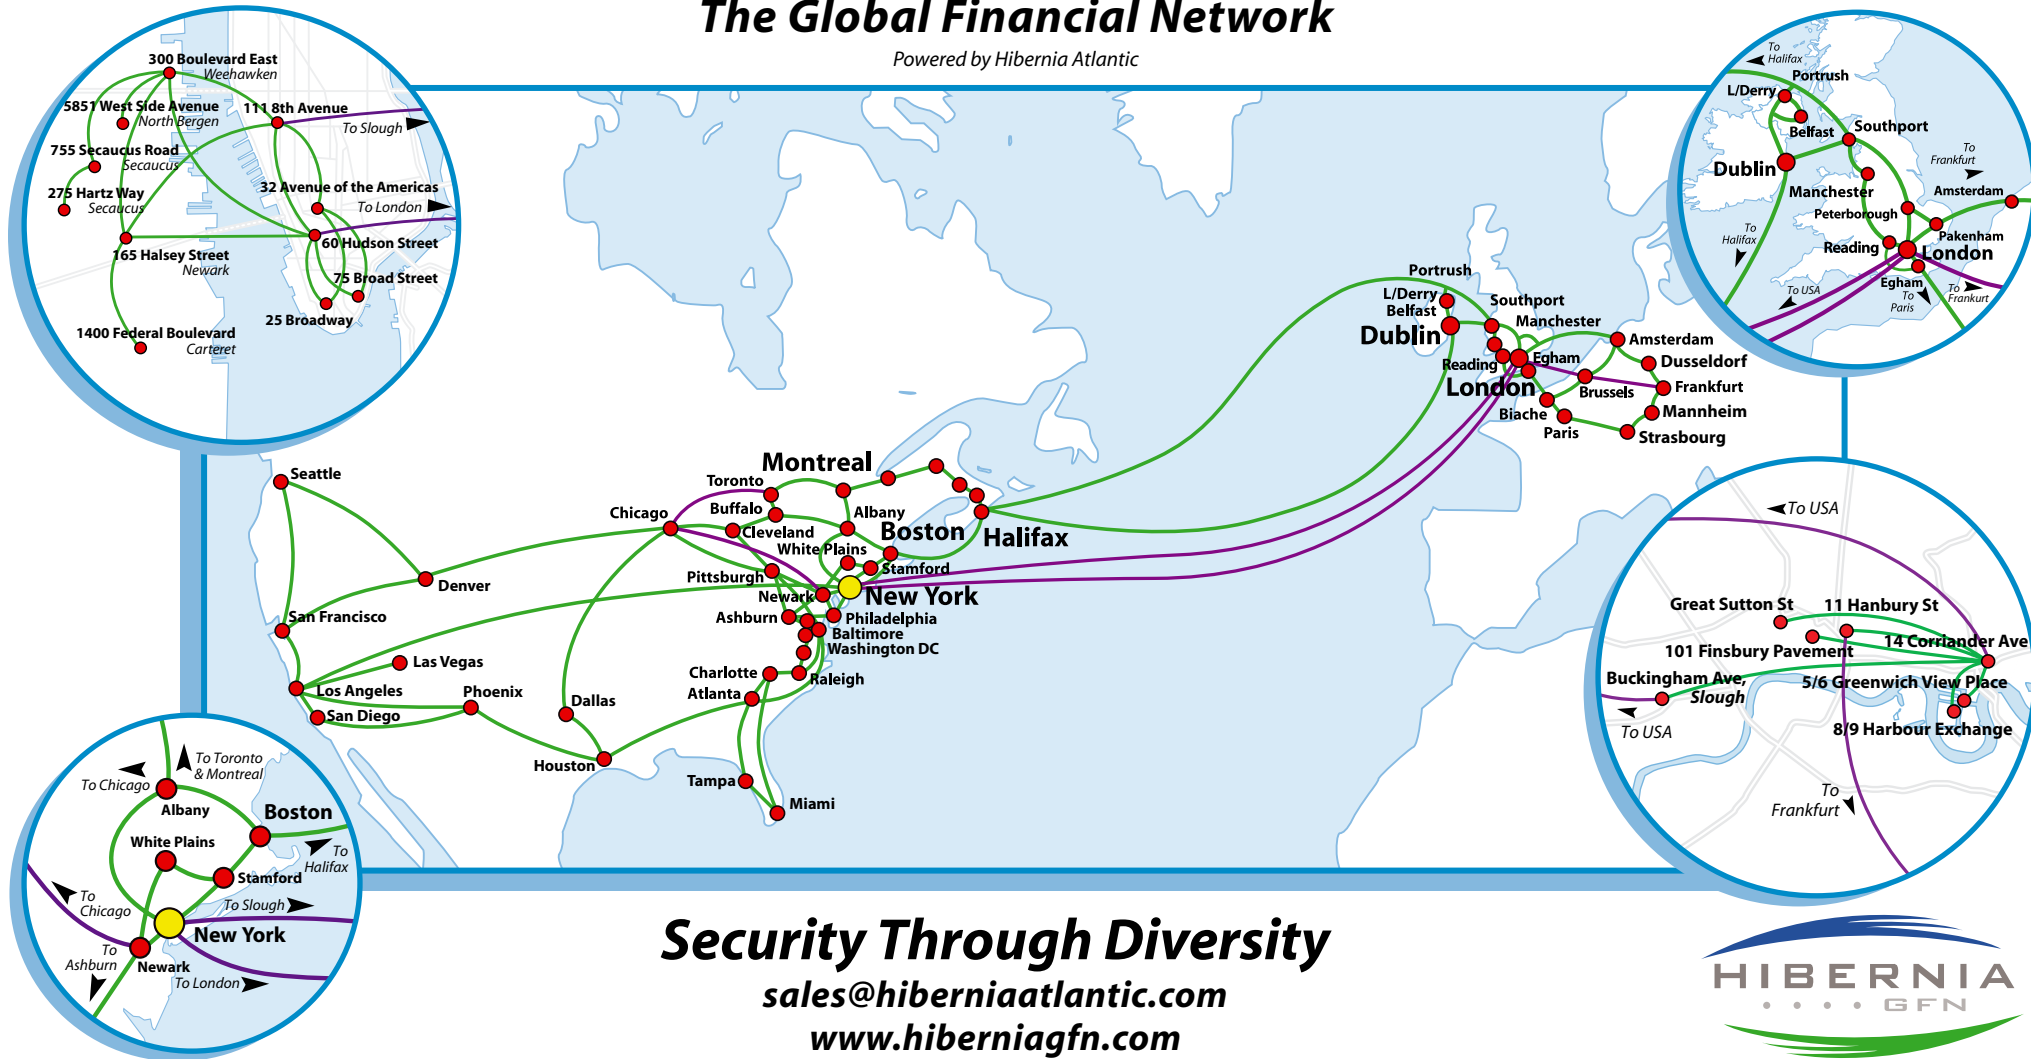 The Global Financial Network
Powered by Hibernia Atlantic
300 Boulevard East
Weehawken
5851 West Side Avenue
North Bergen
111 8th Avenue
To Slough
755 Secaucus Road
Secaucus
275 Hartz Way
Secaucus
32 Avenue of the Americas
To London
60 Hudson Street
165 Halsey Street
Newark
75 Broad Street
25 Broadway
1400 Federal Boulevard
Carteret
To
Halifax
Portrush
L/Derry
Belfast
Southport
To
Frankfurt
Dublin
Manchester
Amsterdam
Peterborough
To
Halifax
Reading
Pakenham
London
Egham
To USA
To
Paris
To
Frankurt
Portrush
L/Derry
Belfast
Southport
Dublin
Manchester
Amsterdam
Reading
Egham
Dusseldorf
London
Brussels
Frankfurt
Biache
Mannheim
Paris
Strasbourg
Seattle
Montreal
Toronto
Chicago
Buffalo
Albany
Cleveland
Boston
Halifax
White Plains
Stamford
Denver
Pittsburgh
Newark
New York
San Francisco
Ashburn
Philadelphia
Baltimore
Washington DC
Las Vegas
Charlotte
Raleigh
Los Angeles
Phoenix
Atlanta
San Diego
Dallas
Houston
Tampa
Miami
To USA
Great Sutton St
11 Hanbury St
14 Corriander Ave
101 Finsbury Pavement
Buckingham Ave,
Slough
5/6 Greenwich View Place
To USA
8/9 Harbour Exchange
To
Frankfurt
To Toronto
& Montreal
To Chicago
Albany
Boston
White Plains
To
Halifax
Stamford
To
Chicago
To Slough
New York
To
Ashburn
Newark
To London
Security Through Diversity
sales@hiberniaatlantic.com
www.hiberniagfn.com
HIBERNIA
GFN